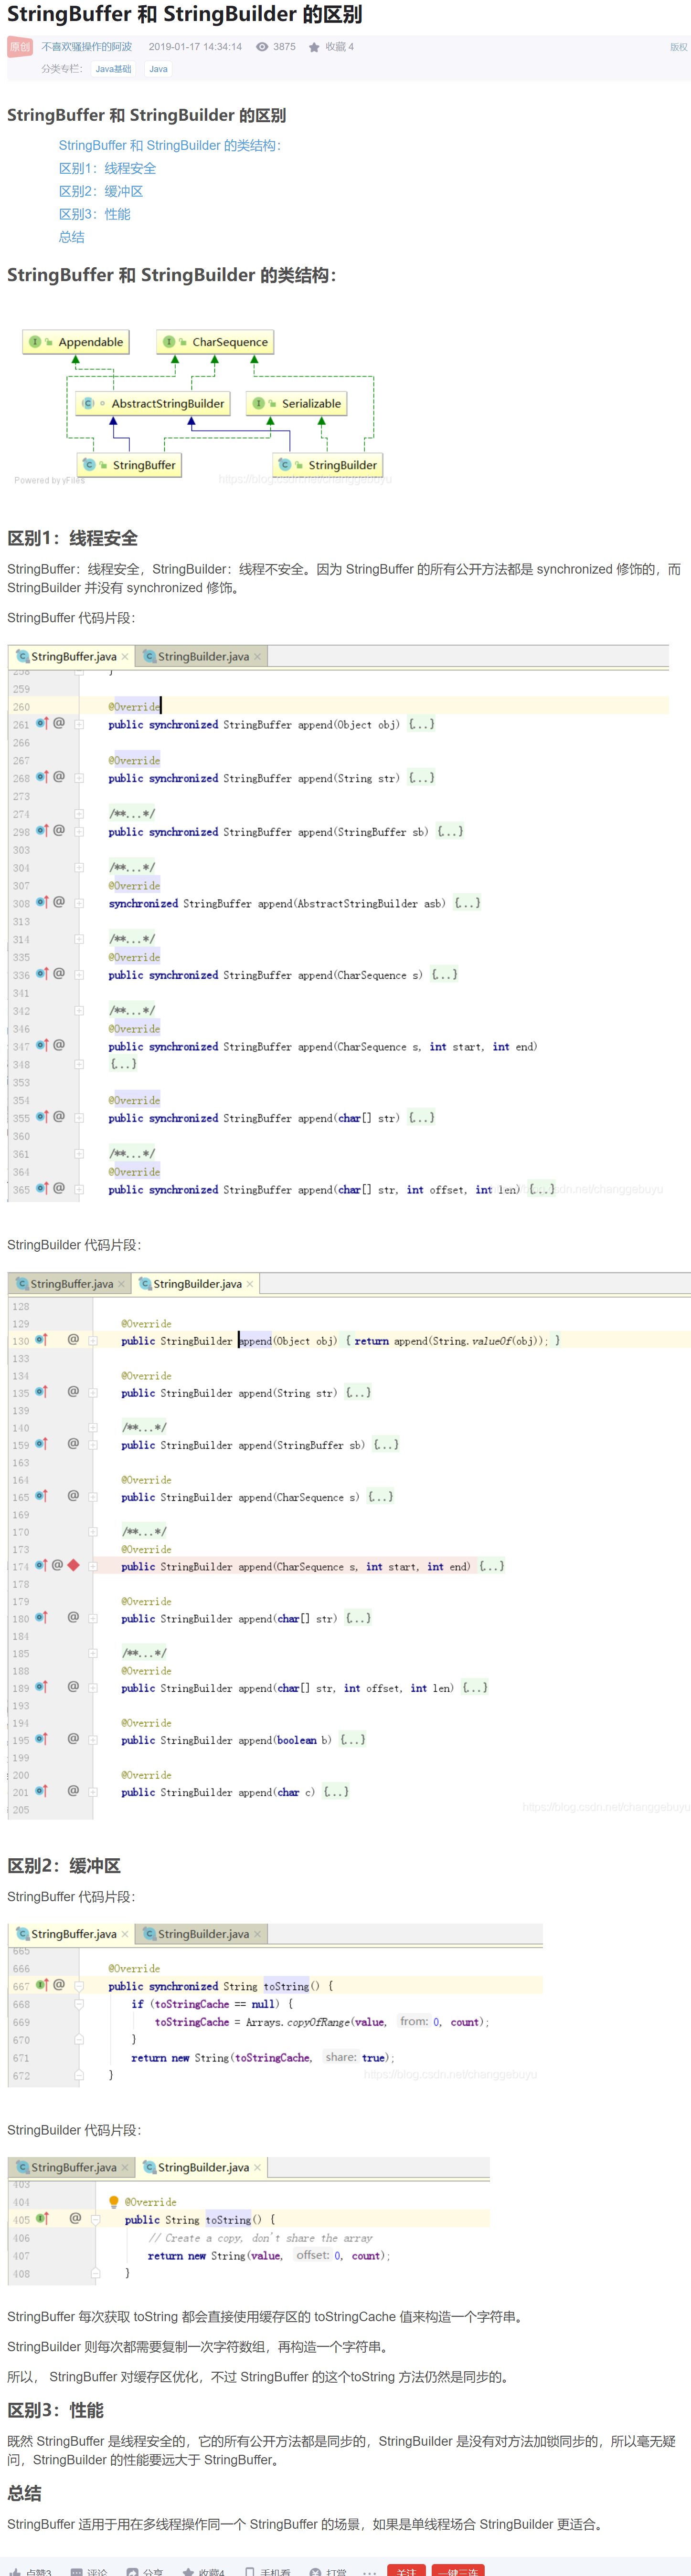 StringBuffer 和 StringBuilder 的区别
原创 不喜欢骚操作的阿波 2019-01-17 14:34:14 3875 收藏 4 版权
分类专栏： Java基础 Java
StringBuffer 和 StringBuilder 的区别
StringBuffer 和 StringBuilder 的类结构：
区别1：线程安全
区别2：缓冲区
区别3：性能
总结
StringBuffer 和 StringBuilder 的类结构：
Appendable CharSequence
AbstractStringBuilder Serializable
StringBuffer StringBuilder
Powered by yFiles https://blog.csdn.net/changgebuyu
区别1：线程安全
StringBuffer：线程安全，StringBuilder：线程不安全。因为 StringBuffer 的所有公开方法都是 synchronized 修饰的，而
StringBuilder 并没有 synchronized 修饰。
StringBuffer 代码片段：
StringBuffer.java × StringBuilder.java ×
258 }
259
260 @Override
261 @ public synchronized StringBuffer append(Object obj) {...}
266
267 @Override
268 @ public synchronized StringBuffer append(String str) {...}
273
274 /**...*/
298 @ public synchronized StringBuffer append(StringBuffer sb) {...}
303
304 /**...*/
307 @Override
308 @ synchronized StringBuffer append(AbstractStringBuilder asb) {...}
313
314 /**...*/
335 @Override
336 @ public synchronized StringBuffer append(CharSequence s) {...}
341
342 /**...*/
346 @Override
347 @ public synchronized StringBuffer append(CharSequence s, int start, int end)
348 {...}
353
354 @Override
355 @ public synchronized StringBuffer append(char[] str) {...}
360
361 /**...*/
364 @Override
365 @ public synchronized StringBuffer append(char[] str, int offset, int len) {...}
csdn.net/changgebuyu
StringBuilder 代码片段：
StringBuffer.java × StringBuilder.java ×
128
129 @Override
130 @ public StringBuilder append(Object obj) { return append(String.valueOf(obj)); }
133
134 @Override
135 @ public StringBuilder append(String str) {...}
139
140 /**...*/
159 @ public StringBuilder append(StringBuffer sb) {...}
163
164 @Override
165 @ public StringBuilder append(CharSequence s) {...}
169
170 /**...*/
173 @Override
174 @ public StringBuilder append(CharSequence s, int start, int end) {...}
178
179 @Override
180 @ public StringBuilder append(char[] str) {...}
184
185 /**...*/
188 @Override
189 @ public StringBuilder append(char[] str, int offset, int len) {...}
193
194 @Override
195 @ public StringBuilder append(boolean b) {...}
199
200 @Override
201 @ public StringBuilder append(char c) {...}
205
https://blog.csdn.net/changgebuyu
区别2：缓冲区
StringBuffer 代码片段：
StringBuffer.java × StringBuilder.java ×
665
666 @Override
667 @ public synchronized String toString() {
668 if (toStringCache == null) {
669 toStringCache = Arrays.copyOfRange(value, from: 0, count);
670 }
671 return new String(toStringCache, share: true);
672 }
https://blog.csdn.net/changgebuyu
StringBuilder 代码片段：
StringBuffer.java × StringBuilder.java ×
403
404 @Override
405 @ public String toString() {
406 // Create a copy, don't share the array
407 return new String(value, offset: 0, count);
408 }
StringBuffer 每次获取 toString 都会直接使用缓存区的 toStringCache 值来构造一个字符串。
StringBuilder 则每次都需要复制一次字符数组，再构造一个字符串。
所以， StringBuffer 对缓存区优化，不过 StringBuffer 的这个toString 方法仍然是同步的。
区别3：性能
既然 StringBuffer 是线程安全的，它的所有公开方法都是同步的，StringBuilder 是没有对方法加锁同步的，所以毫无疑
问，StringBuilder 的性能要远大于 StringBuffer。
总结
StringBuffer 适用于用在多线程操作同一个 StringBuffer 的场景，如果是单线程场合 StringBuilder 更适合。
点赞3 评论 分享 收藏4 手机看 打赏 ... 关注 一键三连